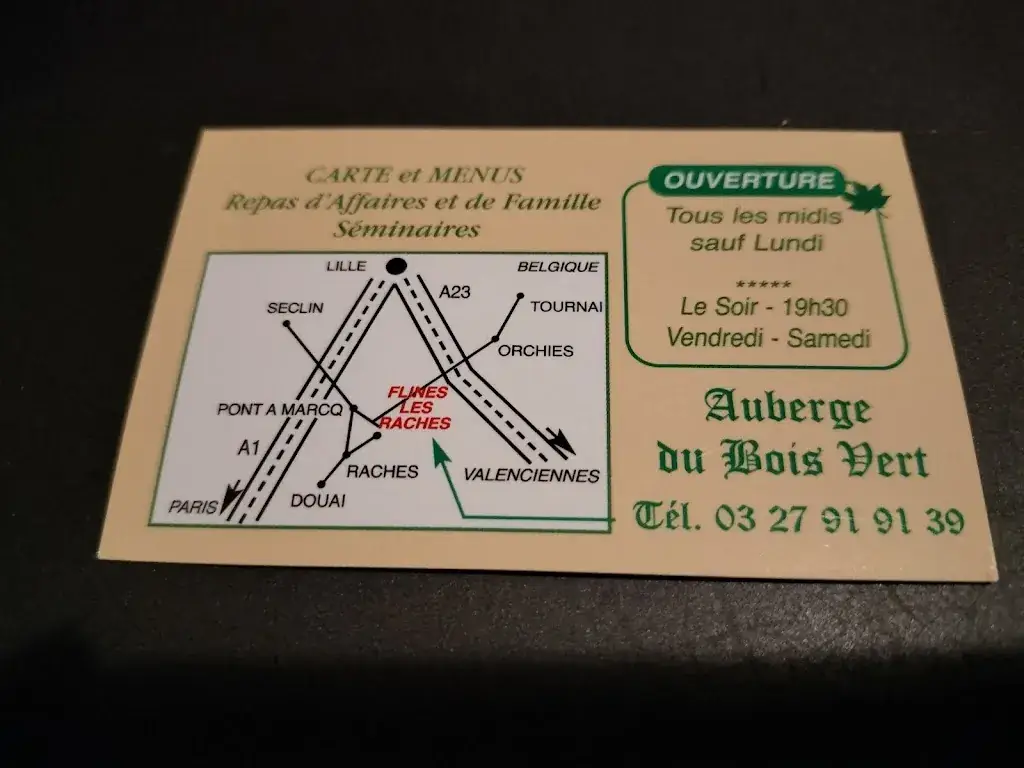 CARTE et MENUS
Repas d'Affaires et de Famille
Séminaires
LILLE
BELGIQUE
A23
SECLIN
TOURNAI
ORCHIES
FLINES
LES
RACHES
PONT A MARCQ
A1
RACHES
VALENCIENNES
DOUAI
PARIS
OUVERTURE
Tous les midis
sauf Lundi
*****
Le Soir - 19h30
Vendredi - Samedi
Auberge
du Bois Vert
Tél. 03 27 91 91 39